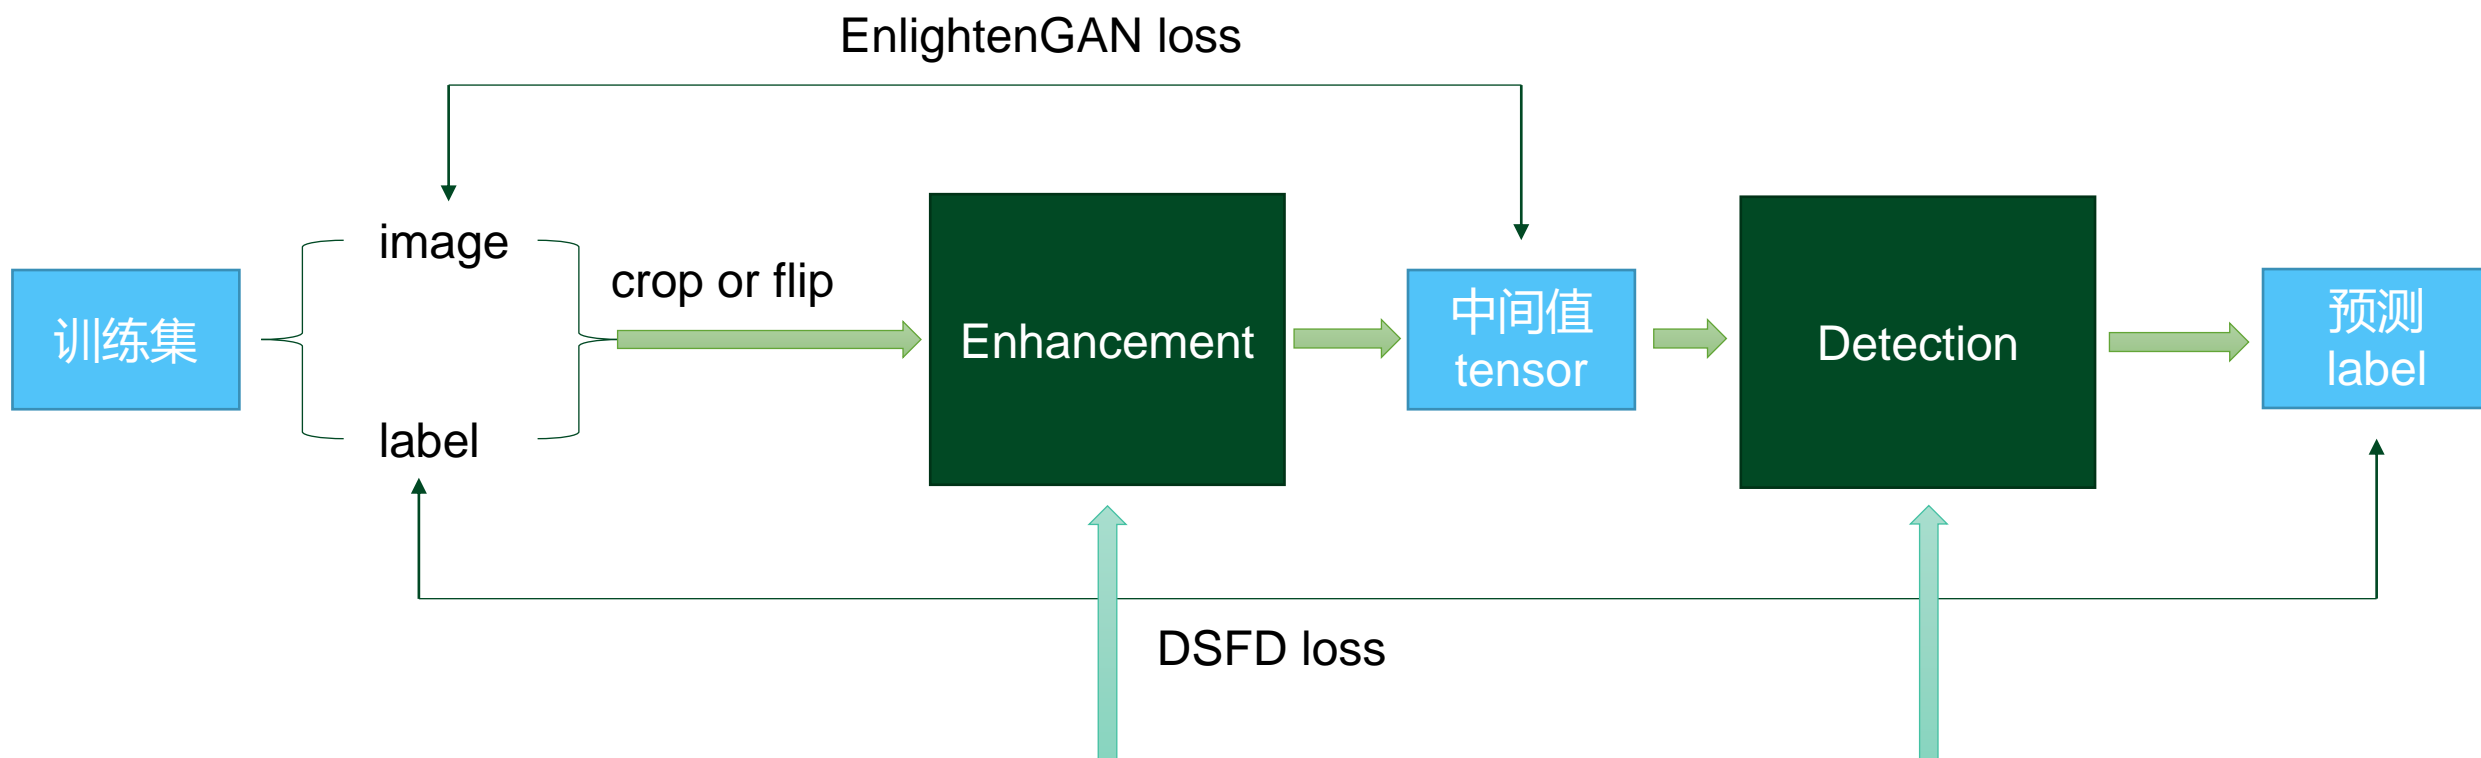 EnlightenGAN loss
训练集
image
label
crop or flip
Enhancement
中间值
tensor
Detection
预测
label
DSFD loss